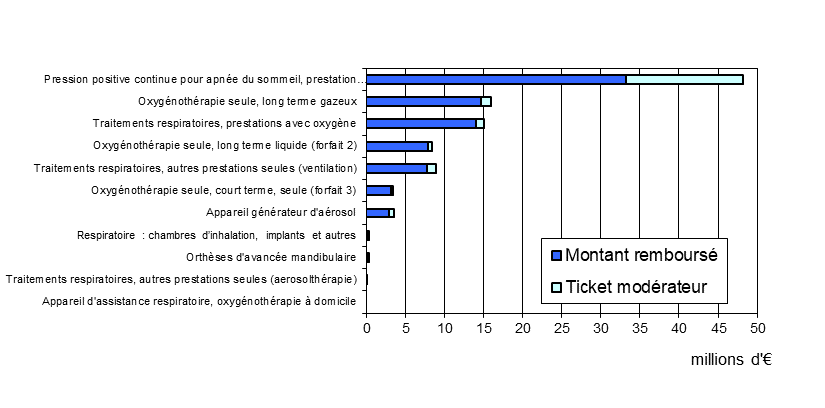 Pression positive continue pour apnée du sommeil, prestation...
Oxygénothérapie seule, long terme gazeux
Traitements respiratoires, prestations avec oxygène
Oxygénothérapie seule, long terme liquide (forfait 2)
Traitements respiratoires, autres prestations seules (ventilation)
Oxygénothérapie seule, court terme, seule (forfait 3)
Appareil générateur d'aérosol
Respiratoire : chambres d'inhalation, implants et autres
Orthèses d'avancée mandibulaire
Traitements respiratoires, autres prestations seules (aerosolthérapie)
Appareil d'assistance respiratoire, oxygénothérapie à domicile
Montant remboursé
Ticket modérateur
0 5 10 15 20 25 30 35 40 45 50
millions d'€